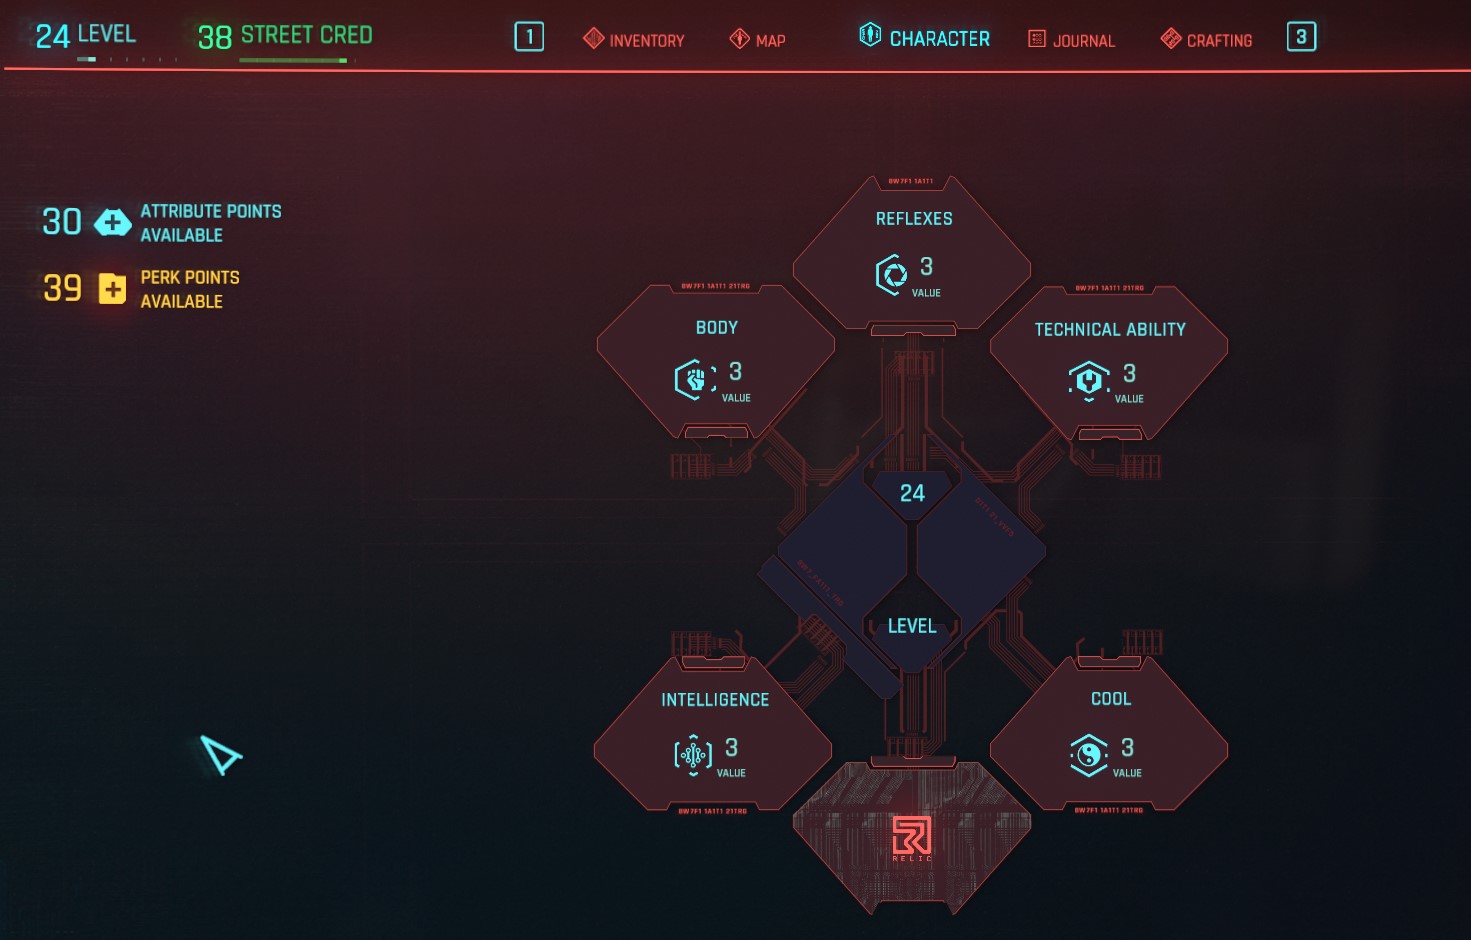 24 LEVEL
38 STREET CRED
1
INVENTORY
MAP
CHARACTER
JOURNAL
CRAFTING
3
30 ATTRIBUTE POINTS
AVAILABLE
39 PERK POINTS
AVAILABLE
REFLEXES
3
VALUE
BODY
3
VALUE
TECHNICAL ABILITY
3
VALUE
24
LEVEL
INTELLIGENCE
3
VALUE
COOL
3
VALUE
RELIC